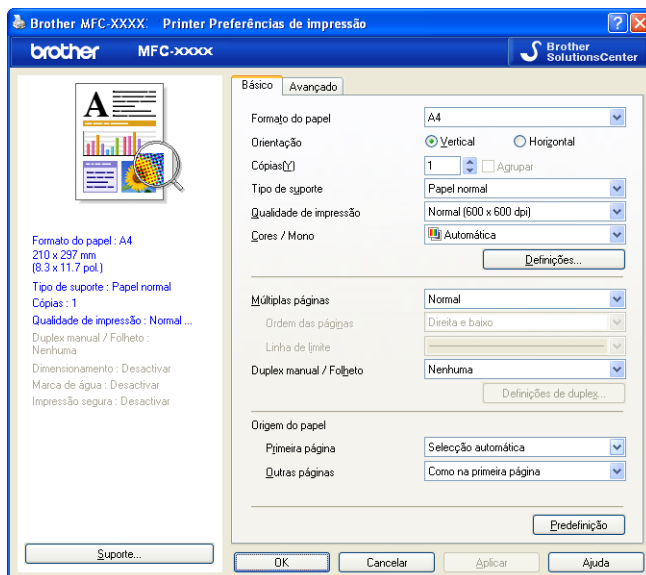 Brother MFC-XXXX: Printer Preferências de impressão
brother MFC-xxxx
Brother
SolutionsCenter
Básico Avançado
A
Formato do papel : A4
210 x 297 mm
(8.3 x 11.7 pol.)
Tipo de suporte : Papel normal
Cópias : 1
Qualidade de impressão : Normal ...
Duplex manual / Folheto :
Nenhuma
Dimensionamento : Desactivar
Marca de água : Desactivar
Impressão segura : Desactivar
Suporte...
Formato do papel A4
Orientação Vertical Horizontal
Cópias(Y) 1 Agrupar
Tipo de suporte Papel normal
Qualidade de impressão Normal (600 x 600 dpi)
Cores / Mono Automática
Definições...
Múltiplas páginas Normal
Ordem das páginas Direita e baixo
Linha de limite
Duplex manual / Folheto Nenhuma
Definições de duplex...
Origem do papel
Primeira página Selecção automática
Outras páginas Como na primeira página
Predefinição
OK Cancelar Aplicar Ajuda